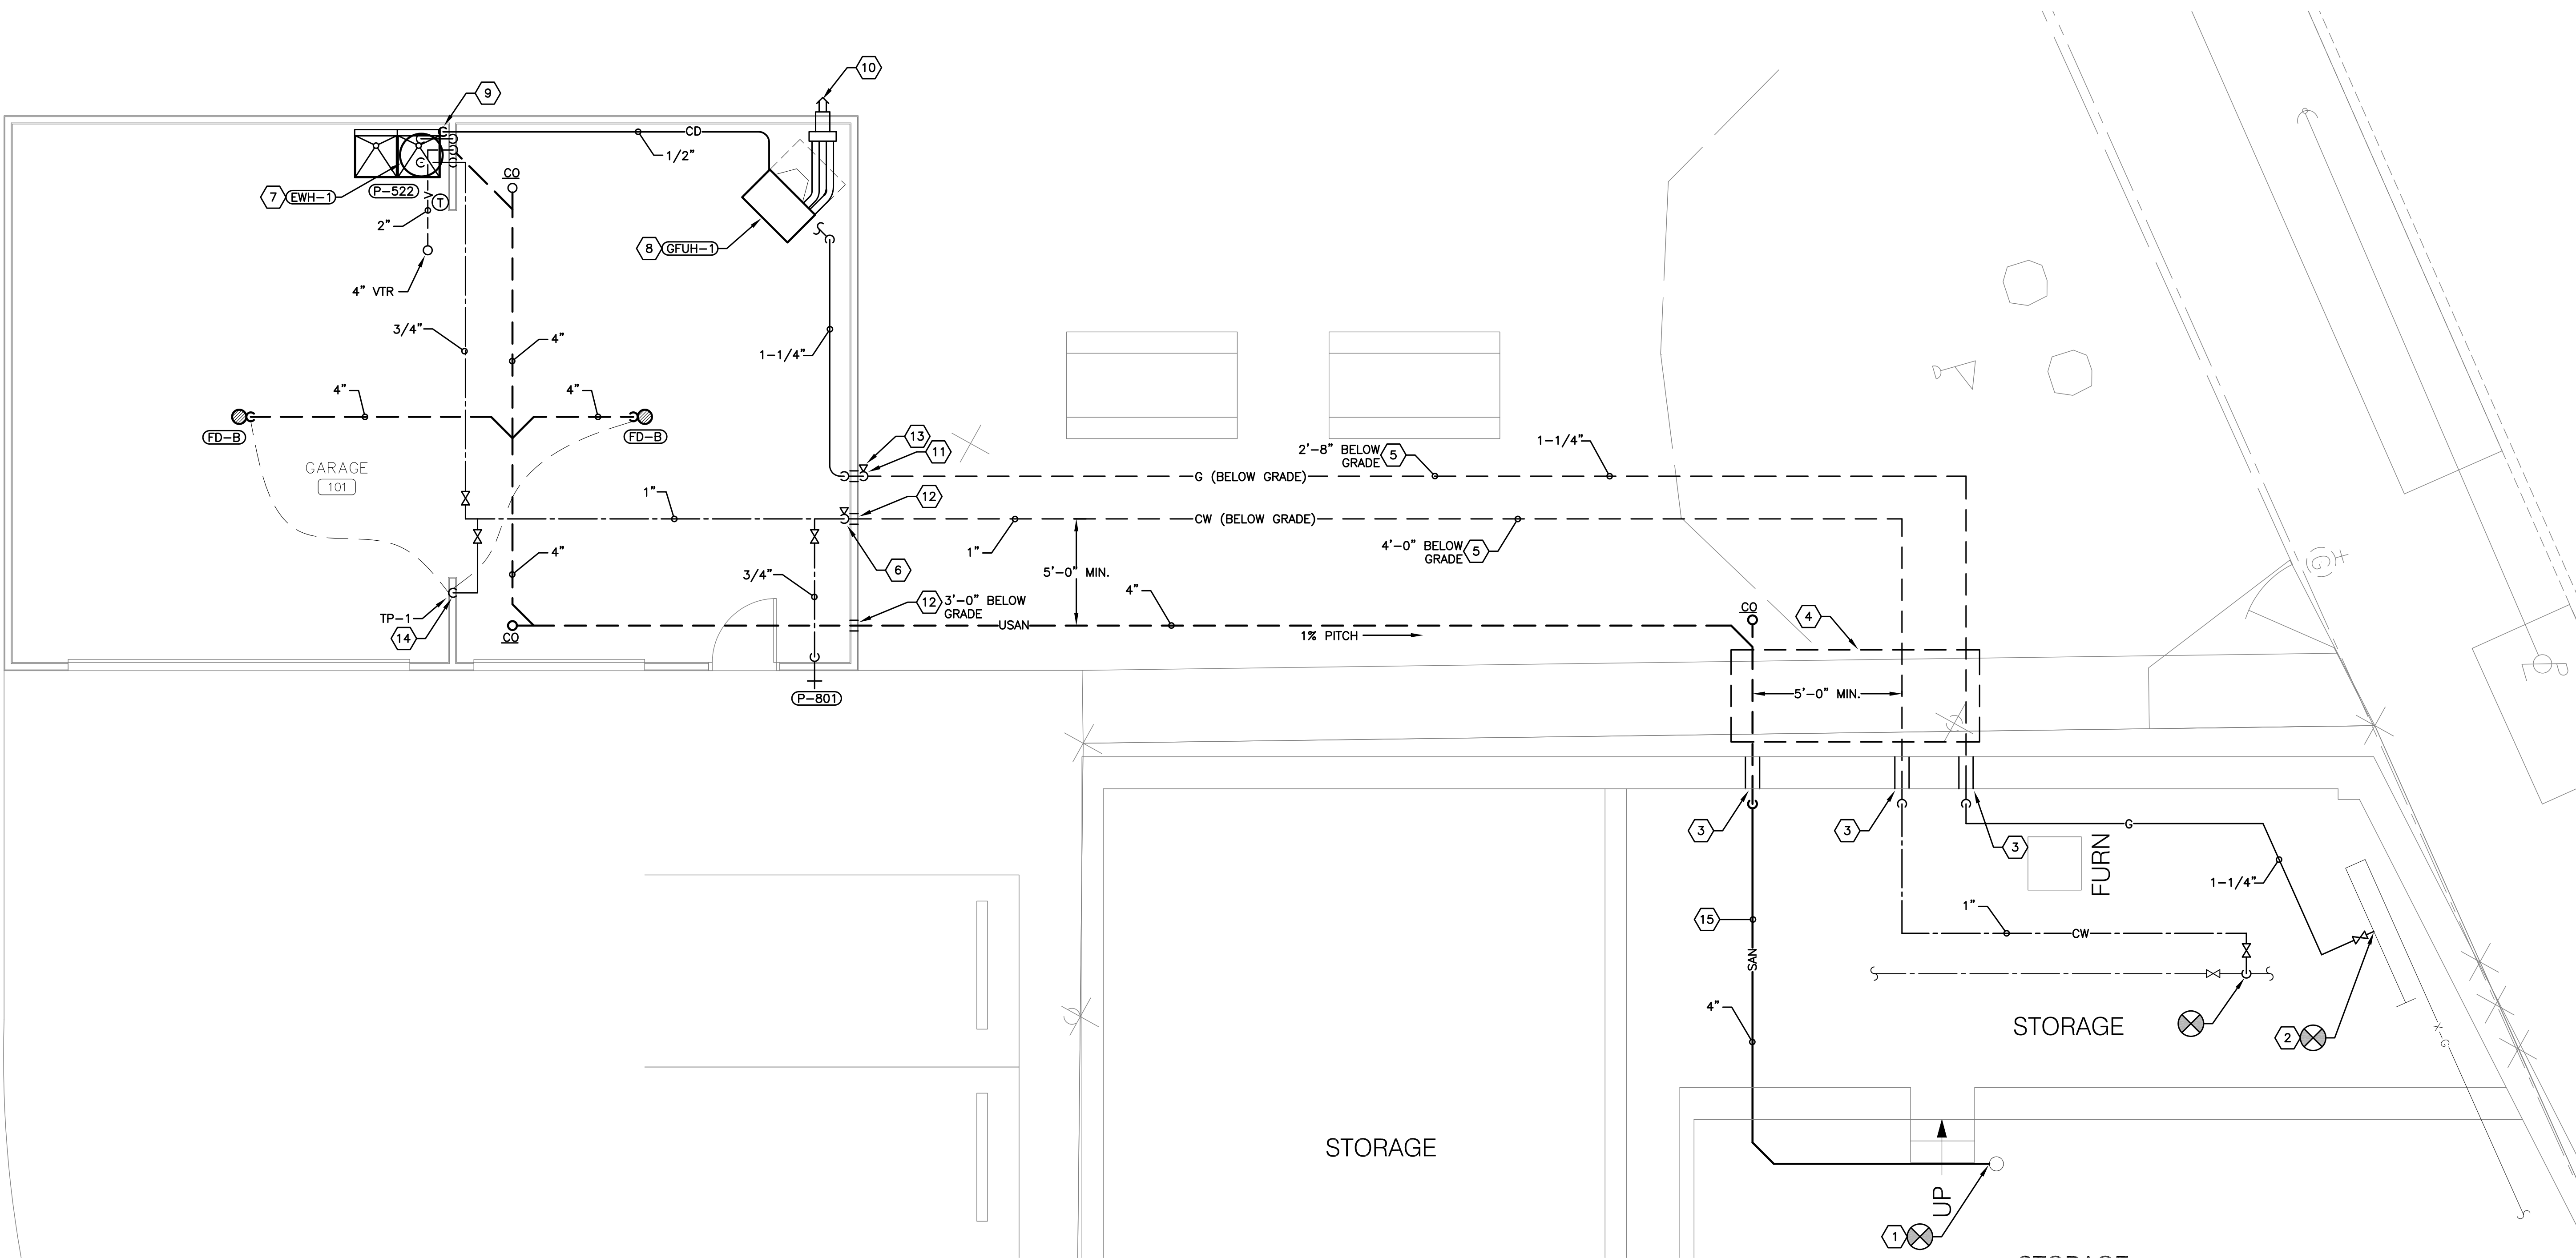 10
9
CD
1/2"
CO
7 EWH-1
P-522
V
T
2"
8 GFUH-1
4" VTR
3/4"
4"
1-1/4"
4"
4"
FD-B
FD-B
GARAGE
101
13
11
2'-8" BELOW
GRADE
5
1-1/4"
G (BELOW GRADE)
1"
12
CW (BELOW GRADE)
1"
4'-0" BELOW
GRADE
5
4"
6
5'-0" MIN.
3/4"
TP-1
14
CO
12
3'-0" BELOW
GRADE
USAN
4"
1% PITCH
CO
4
P-801
5'-0" MIN.
3
3
3
G
FURN
1-1/4"
15
1"
CW
SAN
4"
STORAGE
2
G
STORAGE
UP
1